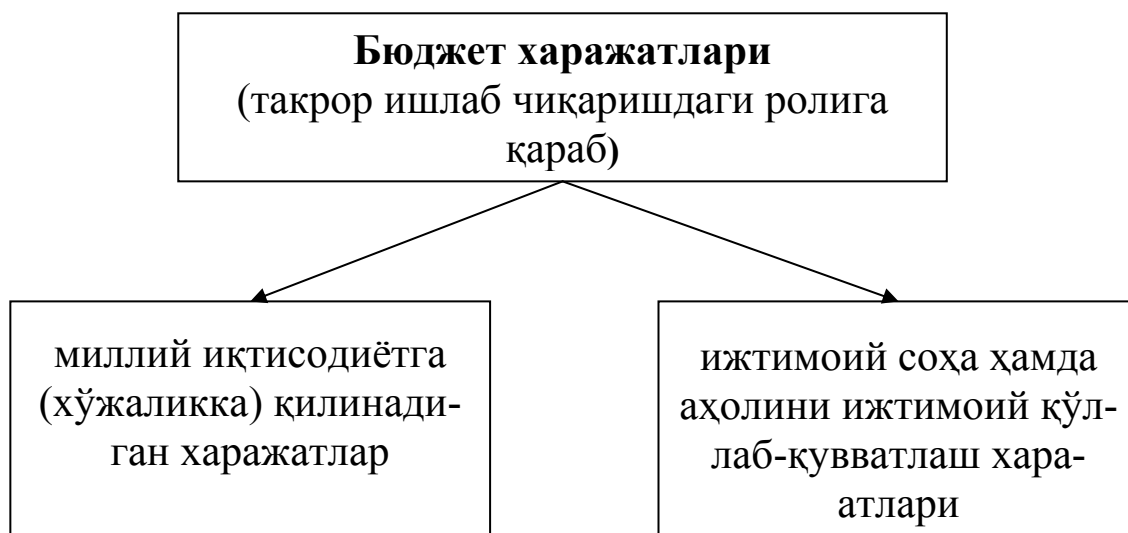 Бюджет харажатлари
(такрор ишлаб чиқаришдаги ролига
қараб)
миллий иқтисодиётга
(хўжаликка) қилинади-
ган харажатлар
ижтимоий соҳа ҳамда
аҳолини ижтимоий қўл-
лаб-қувватлаш хара-
атлари